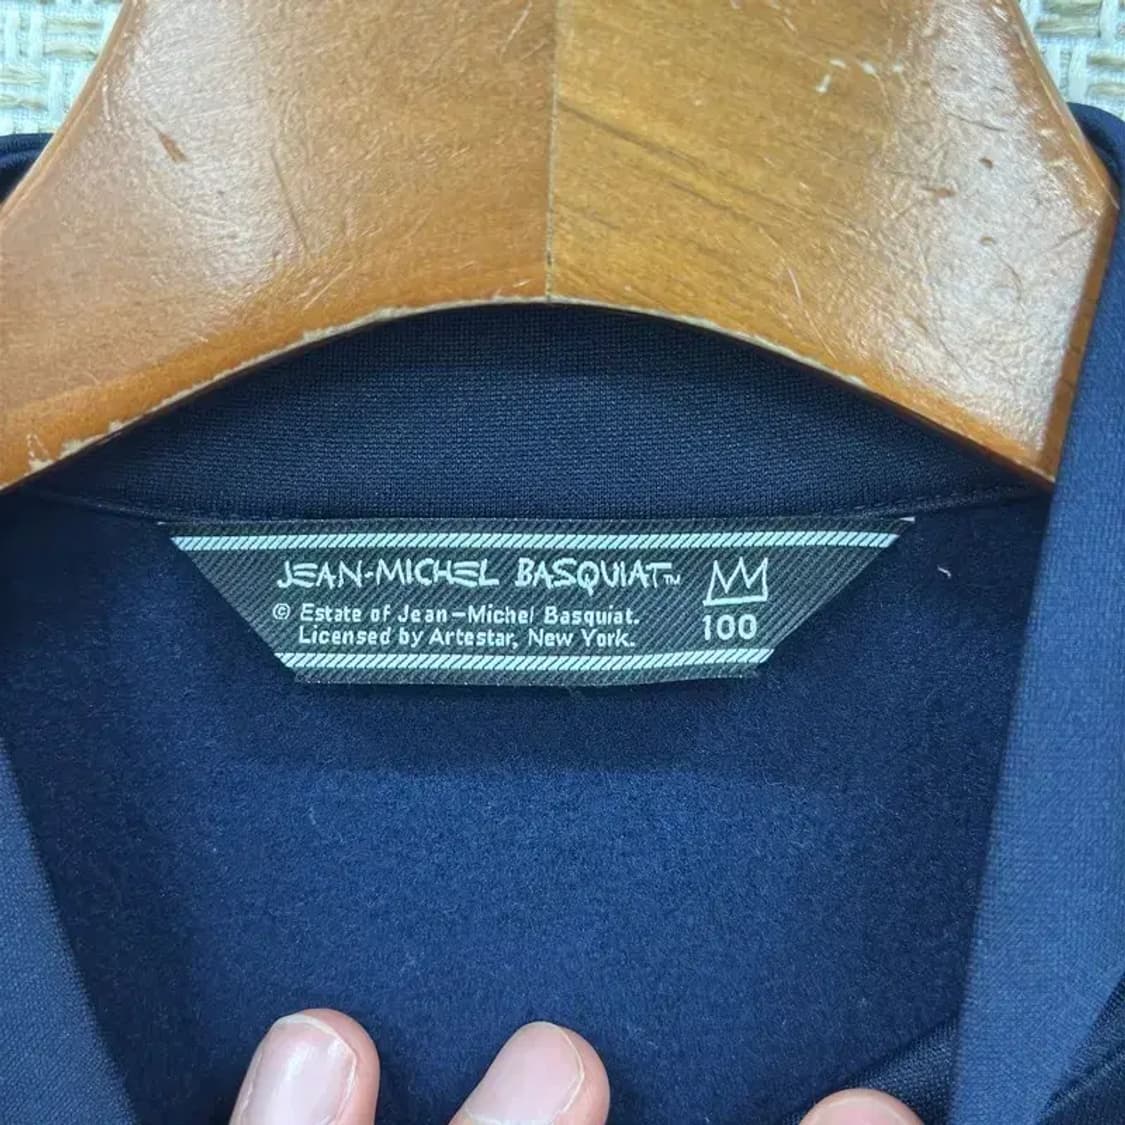 JEAN-MICHEL BASQUIAT™
© Estate of Jean-Michel Basquiat.
Licensed by Artestar, New York.
100